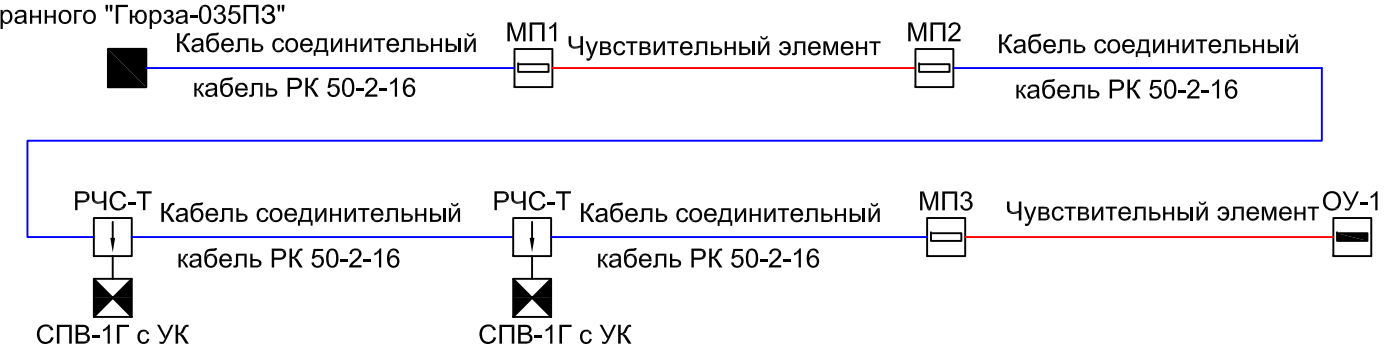 ранного "Гюрза-035ПЗ"
Кабель соединительный
кабель РК 50-2-16
МП1
Чувствительный элемент
МП2
Кабель соединительный
кабель РК 50-2-16
РЧС-Т
Кабель соединительный
кабель РК 50-2-16
РЧС-Т
Кабель соединительный
кабель РК 50-2-16
МП3
Чувствительный элемент
ОУ-1
СПВ-1Г с УК
СПВ-1Г с УК